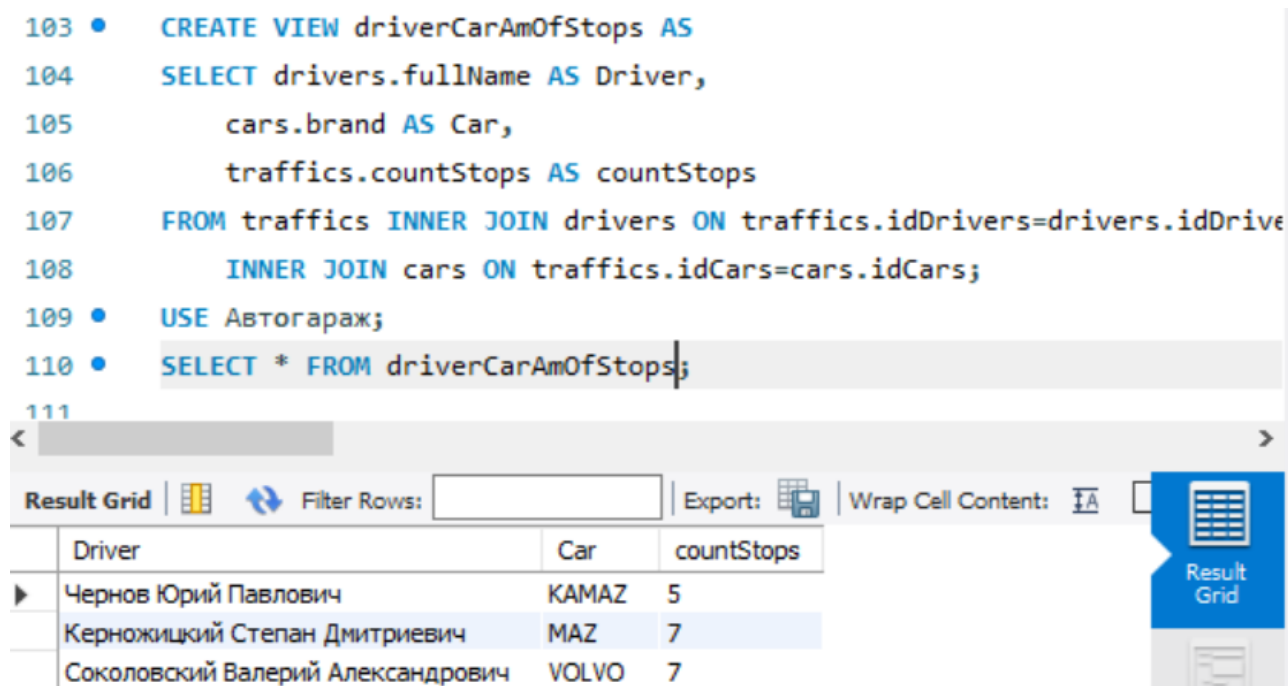 103 CREATE VIEW driverCarAmOfStops AS
104 SELECT drivers.fullName AS Driver,
105 cars.brand AS Car,
106 traffics.countStops AS countStops
107 FROM traffics INNER JOIN drivers ON traffics.idDrivers=drivers.idDrive
108 INNER JOIN cars ON traffics.idCars=cars.idCars;
109 USE Автогараж;
110 SELECT * FROM driverCarAmOfStops;
111
Result Grid Filter Rows: Export: Wrap Cell Content:
Driver Car countStops
Чернов Юрий Павлович KAMAZ 5
Керножицкий Степан Дмитриевич MAZ 7
Соколовский Валерий Александрович VOLVO 7
Result
Grid